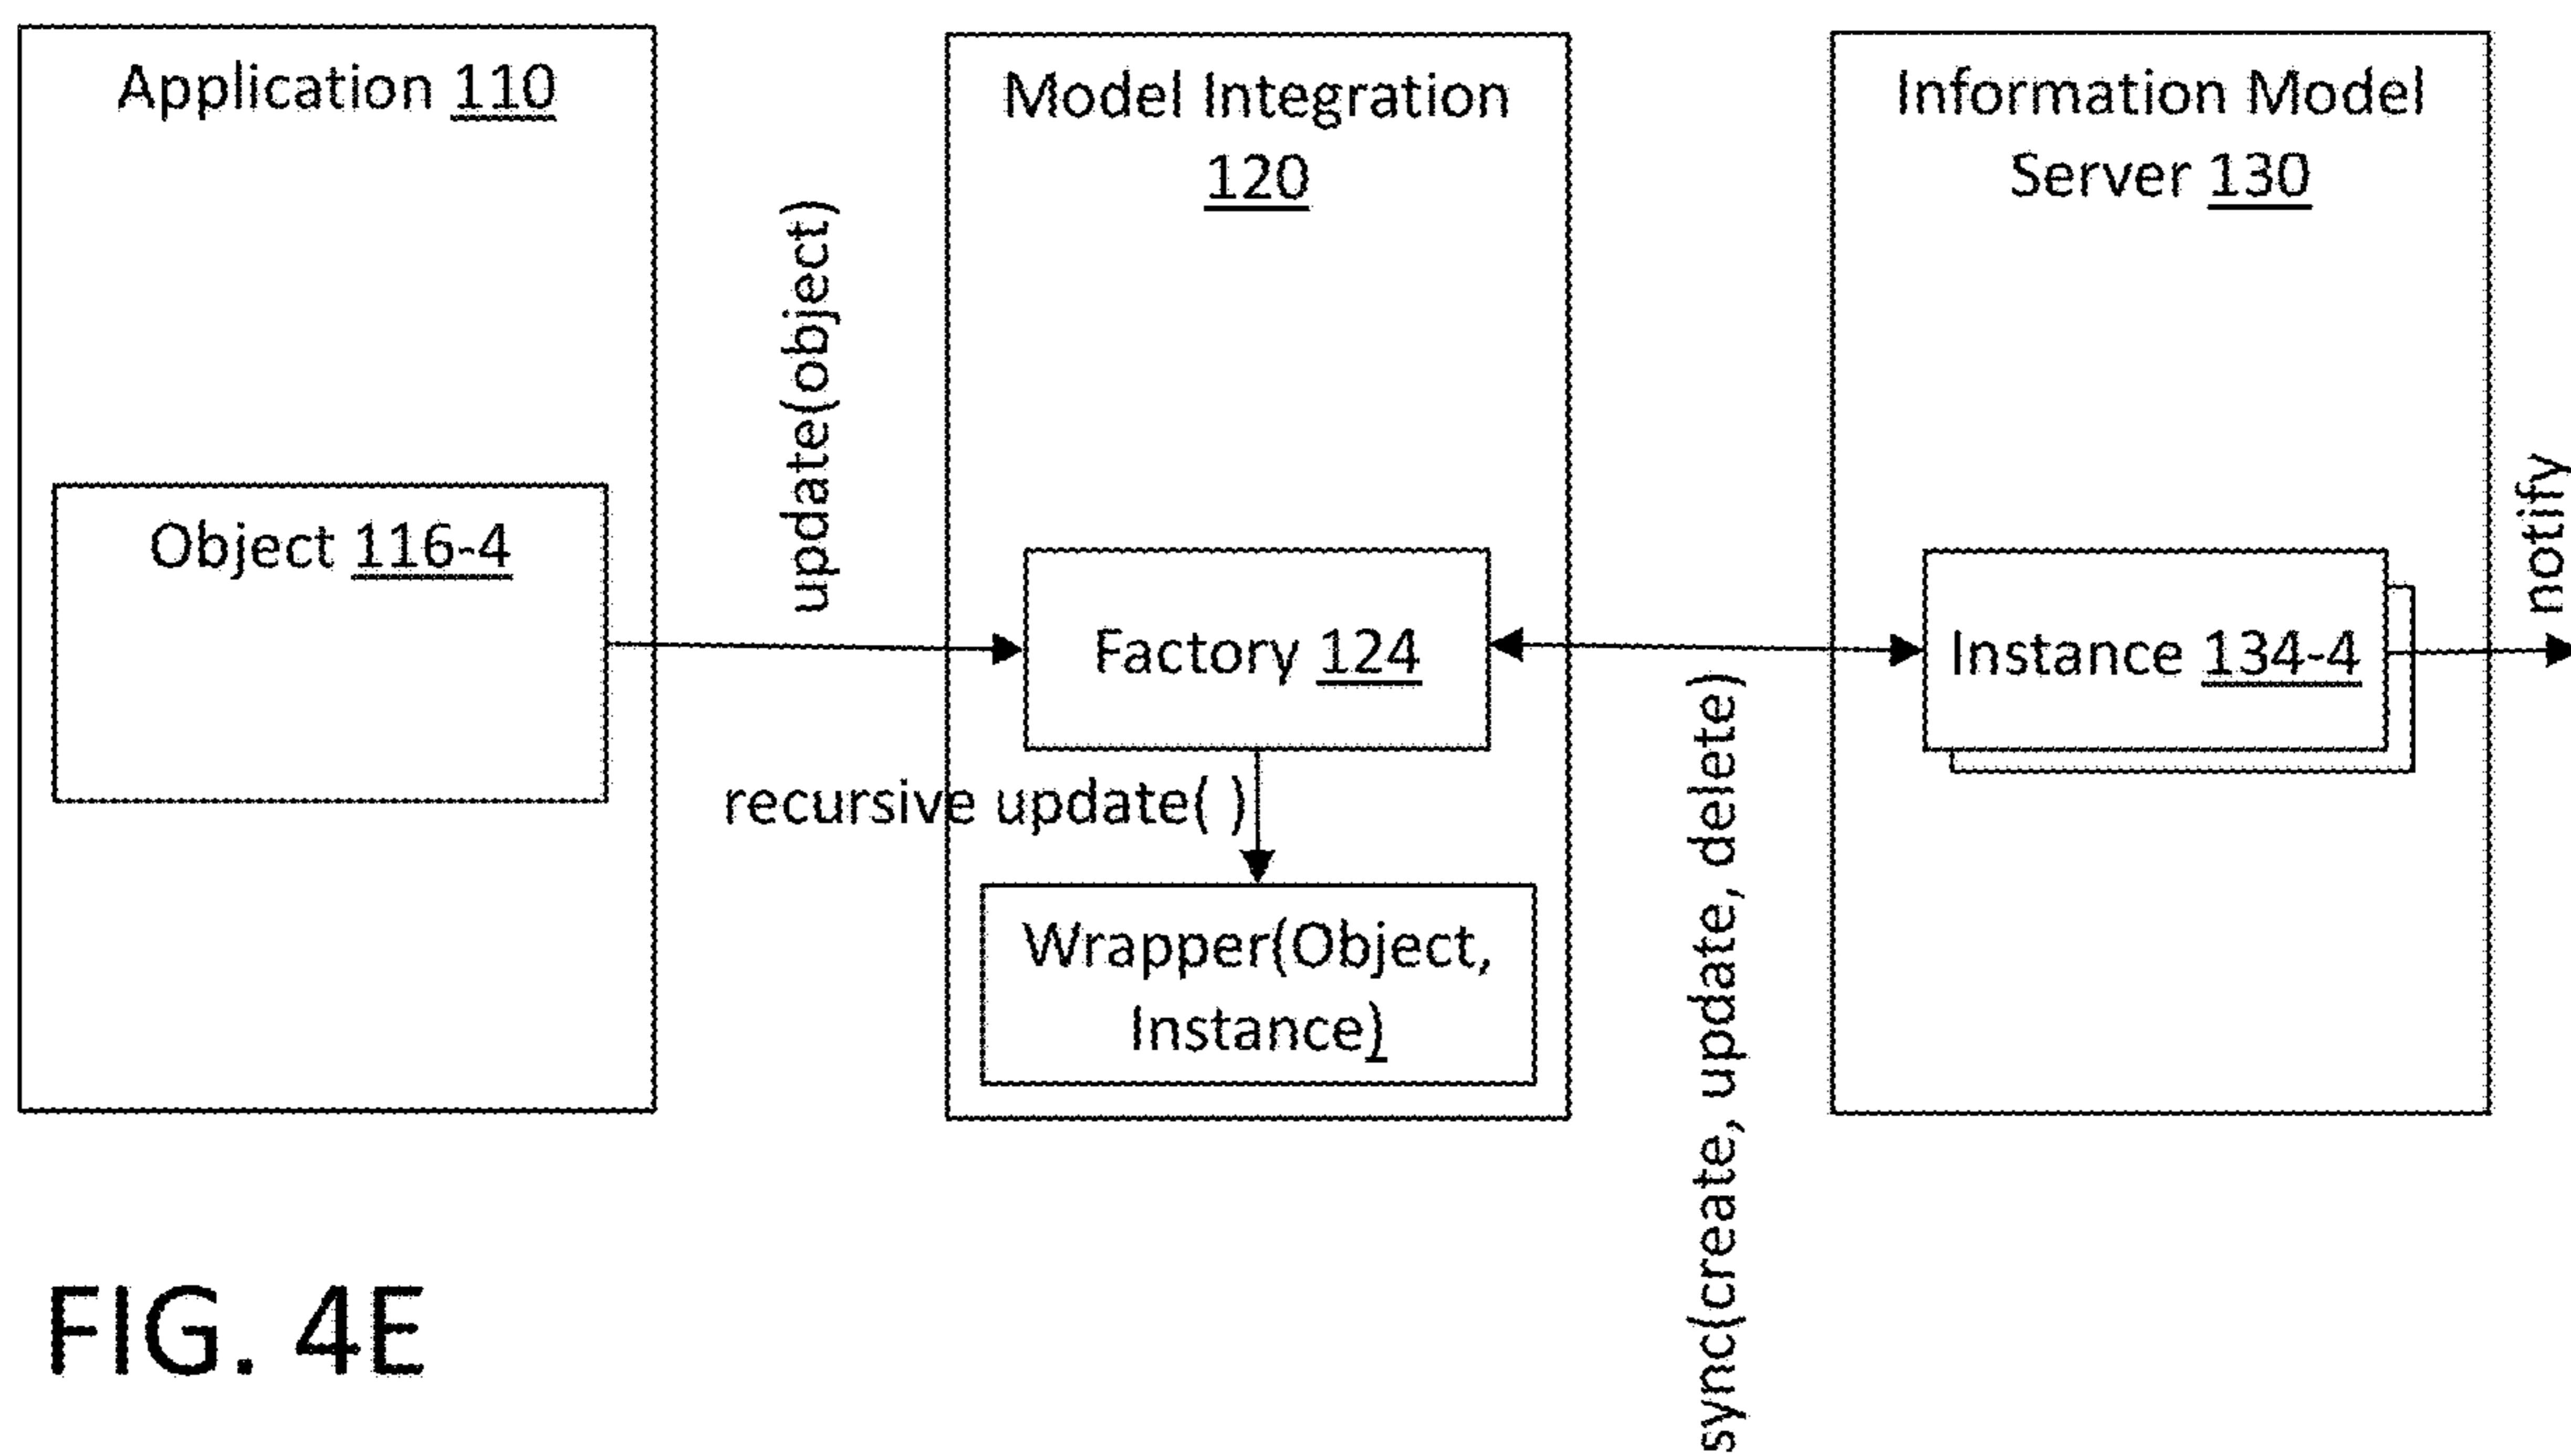 Application 110
Model Integration
120
Information Model
Server 130
update(object)
notify
Object 116-4
Factory 124
Instance 134-4
recursive update( )
sync(create, update, delete)
Wrapper(Object,
Instance)
FIG. 4E